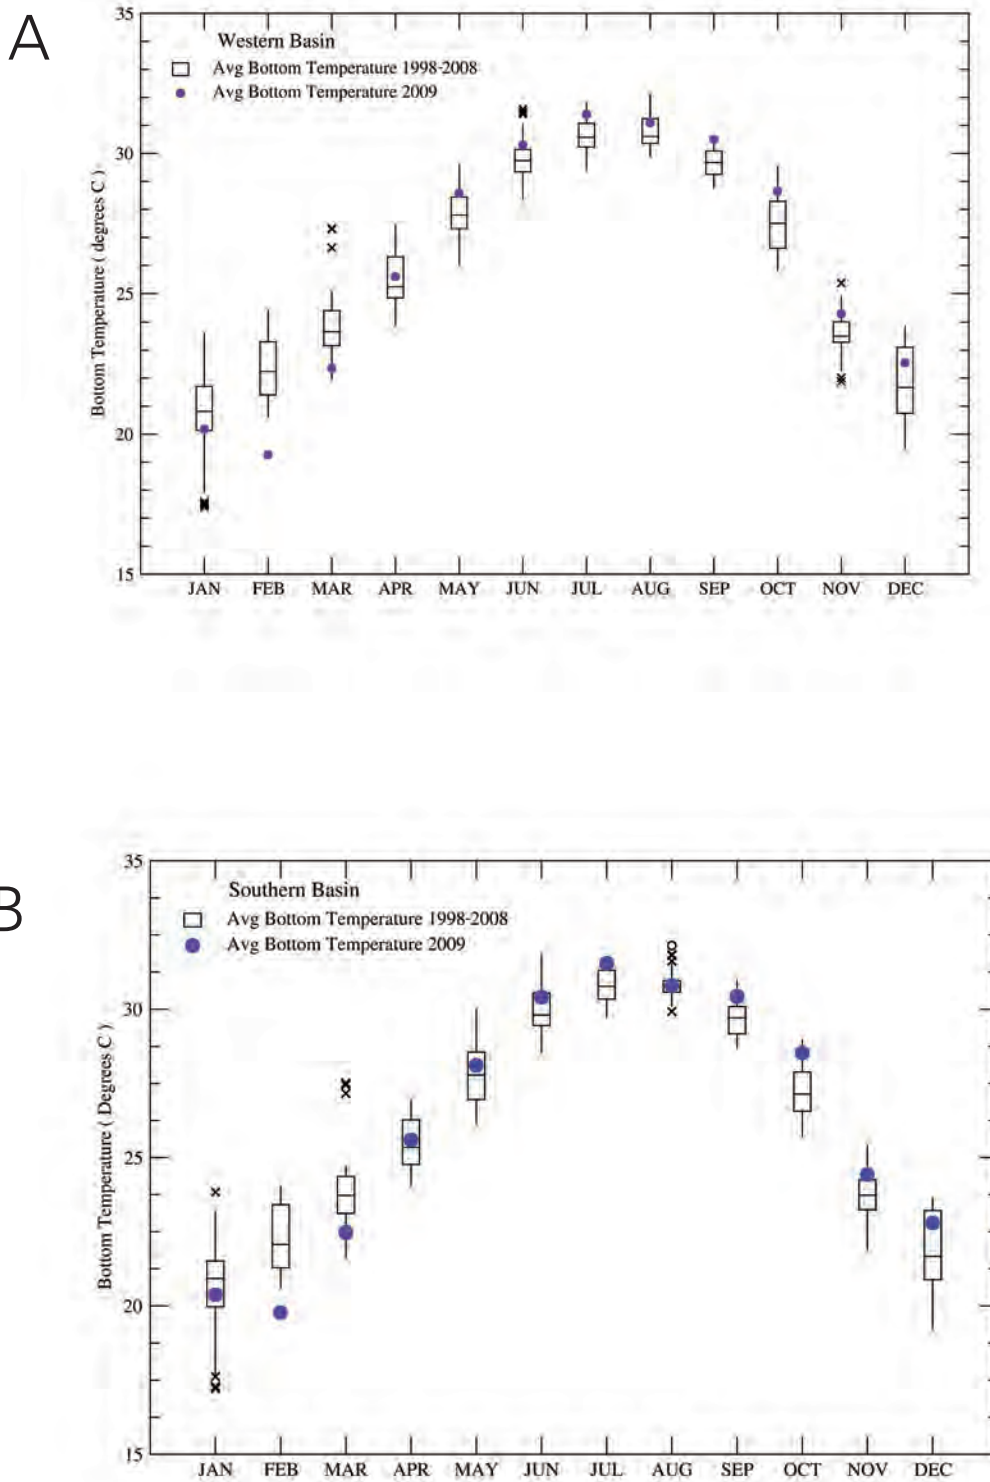 A
35
Western Basin
Avg Bottom Temperature 1998-2008
Avg Bottom Temperature 2009
30
25
20
15
Bottom Temperature ( degrees C )
JAN FEB MAR APR MAY JUN JUL AUG SEP OCT NOV DEC
B
35
Southern Basin
Avg Bottom Temperature 1998-2008
Avg Bottom Temperature 2009
30
25
20
15
Bottom Temperature ( Degrees C )
JAN FEB MAR APR MAY JUN JUL AUG SEP OCT NOV DEC